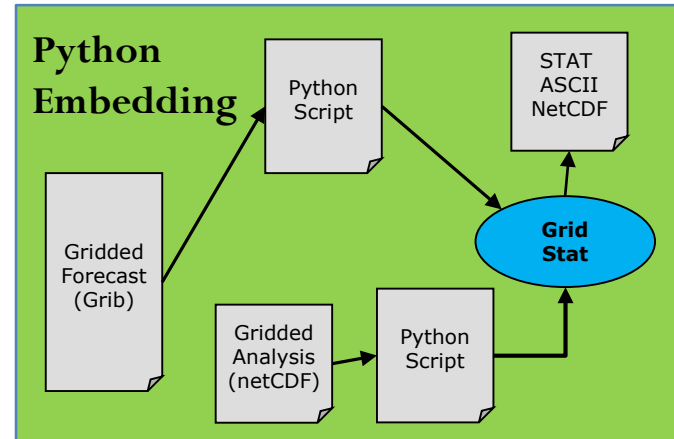 Python
Embedding
Python
Script
STAT
ASCII
NetCDF
Gridded
Forecast
(Grib)
Grid
Stat
Gridded
Analysis
(netCDF)
Python
Script